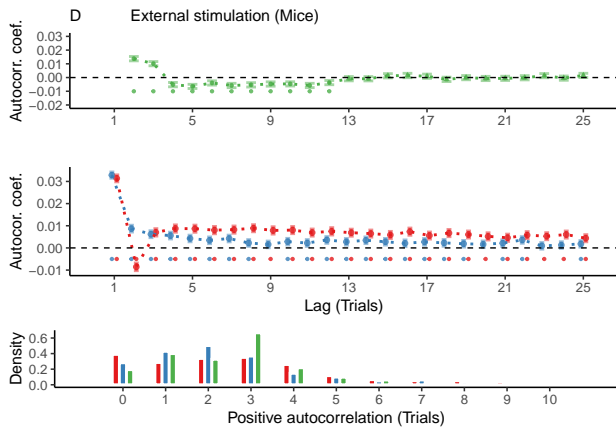 D External stimulation (Mice)
Autocorr. coef.
0.03
0.02
0.01
0.00
−0.01
−0.02
1 5 9 13 17 21 25
Autocor. coef.
0.03
0.02
0.01
0.00
−0.01
1 5 9 13 17 21 25
Lag (Trials)
Density
0.6
0.4
0.2
0.0
0 1 2 3 4 5 6 7 8 9 10
Positive autocorrelation (Trials)